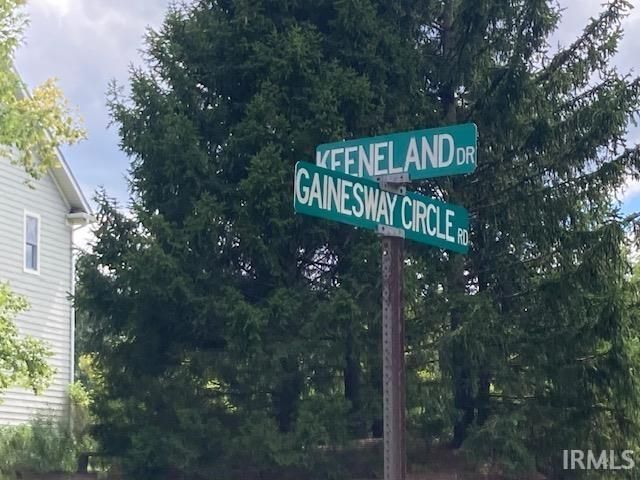 KEENELAND DR
GAINESWAY CIRCLE RD
IRMLS